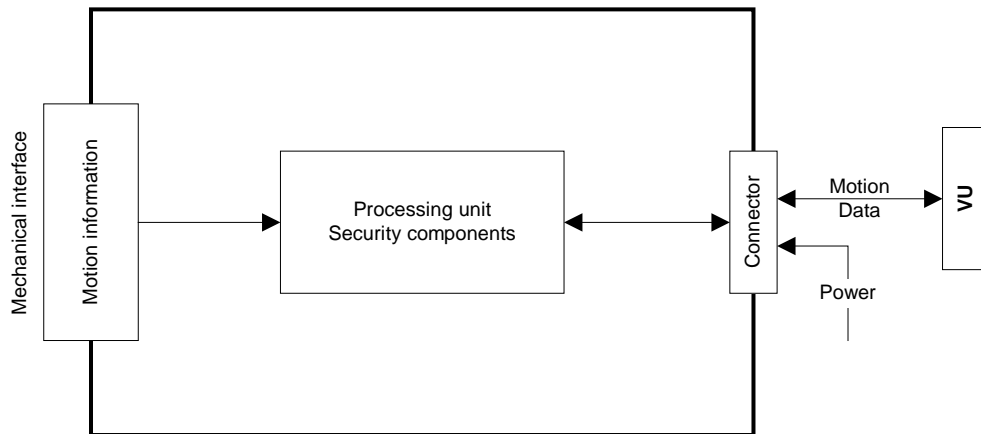 Mechanical interface
Motion information
Processing unit
Security components
Connector
Motion
Data
Power
VU